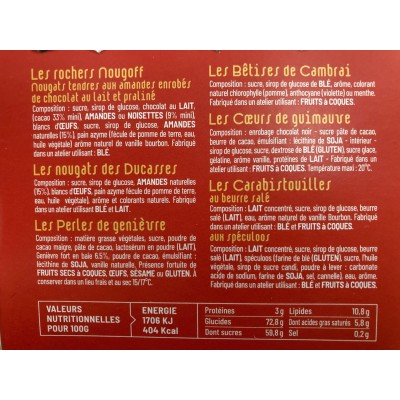 Les rochers Nougoff
Nougats tendres aux amandes enrobés
de chocolat au lait et praliné
Composition : sucre, sirop de glucose, chocolat au LAIT,
(cacao 33% mini), AMANDES ou NOISETTES (9% mini),
blancs d'ŒUFS, sucre, sirop de glucose, AMANDES
naturelles (15%), pain azyme (fécule de pomme de terre, eau,
huile végétale) arôme naturel de vanille Bourbon. Fabriqué
dans un atelier utilisant : BLÉ.
Les nougats des Ducasses
Composition : sucre, sirop de glucose, AMANDES naturelles
(15%), blancs d'ŒUFS, pain azyme (fécule de pomme de terre,
eau, huile végétale), arôme et colorants naturels. Fabriqué
dans un atelier utilisant BLÉ et LAIT.
Les Perles de genièvre
Composition : matière grasse végétales, sucre, poudre de
cacao maigre, pâte de cacao, lactosérum en poudre (LAIT),
Genièvre fort en baie 6,5%, poudre de cacao, émulsifiant :
lécithine de SOJA, vanille naturelle, Présence fortuite de
FRUITS SECS à COQUES, ŒUFS, SÉSAME ou GLUTEN. À
conserver dans un lieu frais et au sec 15/17°C.
Les Bêtises de Cambrai
Composition : sucre, sirop de glucose de BLÉ, arôme, colorant
naturel chlorophylle (pomme), anthocyane (violette) ou menthe.
Fabriqué dans un atelier utilisant : FRUITS À COQUES.
Les Cœurs de guimauve
Composition : enrobage chocolat noir - sucre pâte de cacao,
beurre de cacao, émulsifiant : lécithine de SOJA - intérieur -
sirop de glucose, sucre, dextrose de BLÉ (GLUTEN), sucre glace,
gélatine, arôme vanille, protéines de LAIT - Fabriqué dans un
atelier utilisant : FRUITS À COQUES. Température maxi : 20°C.
Les Carabistouilles
au beurre salé
Composition : LAIT concentré, sucre, sirop de glucose, beurre
salé (LAIT), eau, arôme naturel de vanille Bourbon. Fabriqué
dans un atelier utilisant : BLÉ et FRUITS À COQUES.
aux spéculoos
Composition : LAIT concentré, sucre, sirop de glucose, beurre
salé (LAIT), spéculoos (farine de (BLÉ GLUTEN), sucre, huile
végétale, sirop de sucre candi, poudre à lever : carbonate
acide de sodium, farine de SOJA, sel, cannelle), eau, arôme.
Fabriqué dans un atelier utilisant : BLÉ et FRUITS À COQUES.
VALEURS
NUTRITIONNELLES
POUR 100G
ENERGIE
1706 KJ
404 Kcal
Protéines 3 g
Glucides 72,8 g
Dont sucres 59,8 g
Lipides 10,8 g
Dont acides gras saturés 5,8 g
Sel 0,2 g